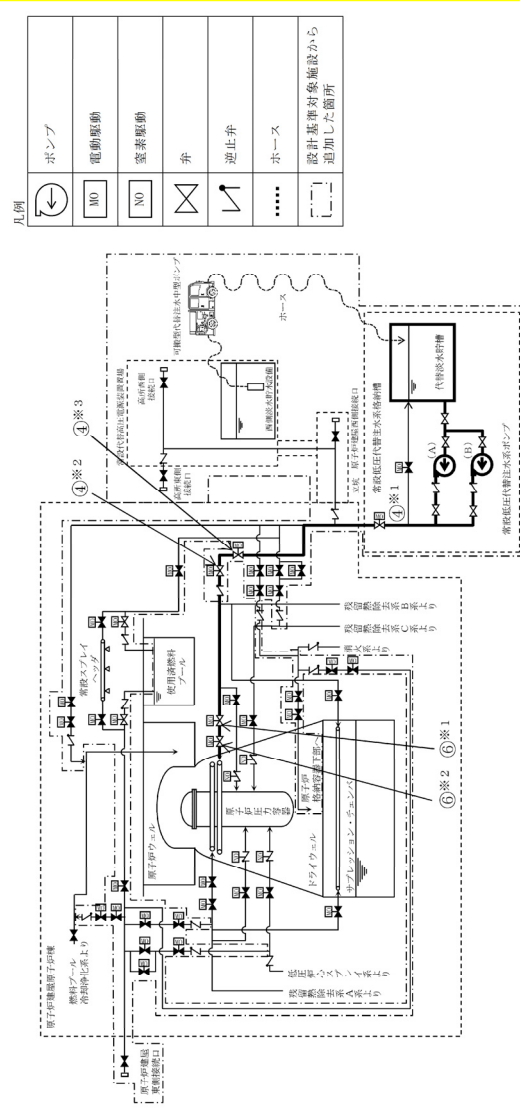 凡例
ポンプ
MO
電動駆動
NO
窒素駆動
弁
逆止弁
ホース
設計基準対象施設から
追加した箇所
可搬型代替注水中型ポンプ
ホース
常設代替高圧電源装置置場
高所西側
接続口
高所東側
接続口
西側淡水貯水設備
④※3
④※2
立坑
原子炉建屋西側接続口
常設低圧代替注水系格納槽
代替淡水貯槽
④※1
(A)
(B)
常設低圧代替注水系ポンプ
原子炉建屋原子炉棟
燃料プール
冷却浄化系より
常設スプレイ
ヘッダ
使用済燃料
プール
原子炉ウェル
原子炉圧力容器
原子炉
格納容器下部へ
ドライウェル
サプレッション・チェンバ
残留熱除去系B系より
残留熱除去系C系より
消火系より
⑥※1
⑥※2
低圧炉心スプレイ系より
残留熱除去系A系より
原子炉建屋
東側接続口